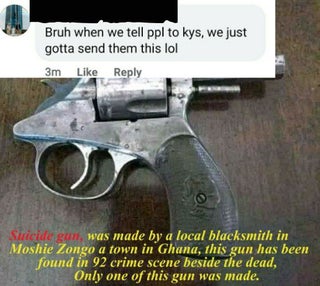 Bruh when we tell ppl to kys, we just
gotta send them this lol
3m Like Reply
Suicide gun, was made by a local blacksmith in
Moshie Zongo a town in Ghana, this gun has been
found in 92 crime scene beside the dead,
Only one of this gun was made.